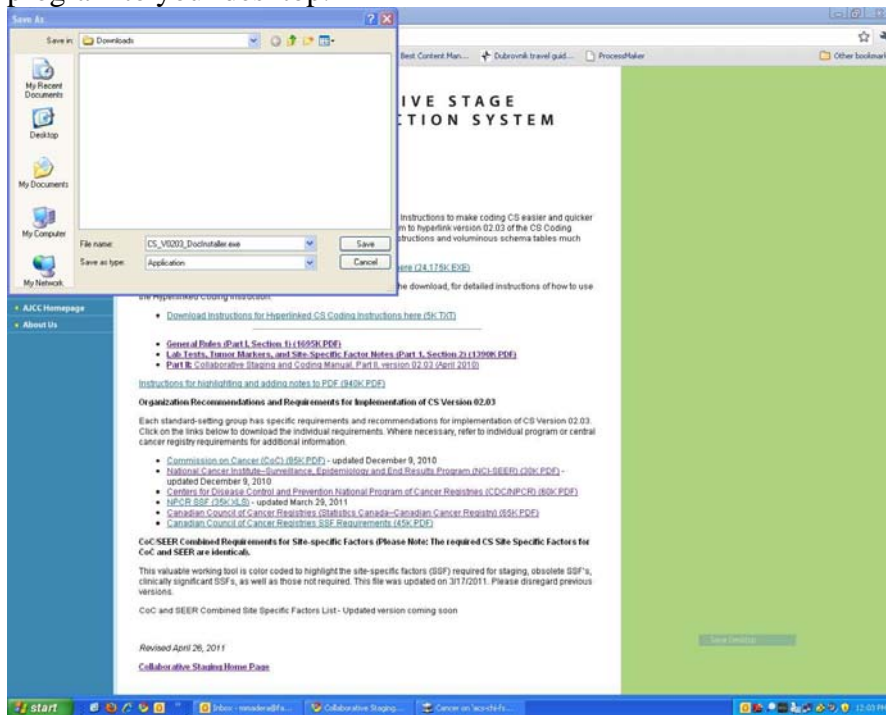 program to your desktop.
Save As
Save in:
Downloads
My Recent
Documents
Desktop
My Documents
My Computer
My Network
File name:
CS_V0203_DocInstaller.exe
Save
Save as type:
Application
Cancel
Best Content Man...
Dubrovnik travel guid...
ProcessMaker
Other bookmark
IVE STAGE
CTION SYSTEM
Instructions to make coding CS easier and quicker
m to hyperlink version 02.03 of the CS Coding
structions and voluminous schema tables much
here (24,175K EXE)
he download, for detailed instructions of how to use
the Hyperlinked Coding Instruction.
AJCC Homepage
About Us
Download Instructions for Hyperlinked CS Coding Instructions here (5K TXT)
General Rules (Part I, Section 1) (1695K PDF)
Lab Tests, Tumor Markers, and Site-Specific Factor Notes (Part 1, Section 2) (1390K PDF)
Part II: Collaborative Staging and Coding Manual, Part II, version 02.03 (April 2010)
Instructions for highlighting and adding notes to PDF (940K PDF)
Organization Recommendations and Requirements for Implementation of CS Version 02.03
Each standard-setting group has specific requirements and recommendations for implementation of CS Version 02.03.
Click on the links below to download the individual requirements. Where necessary, refer to individual program or central
cancer registry requirements for additional information.
Commission on Cancer (CoC) (85K PDF) - updated December 9, 2010
National Cancer Institute–Surveillance, Epidemiology and End Results Program (NCI-SEER) (30K PDF) -
updated December 9, 2010
Centers for Disease Control and Prevention National Program of Cancer Registries (CDC/NPCR) (60K PDF)
NPCR SSF (35K XLS) - updated March 29, 2011
Canadian Council of Cancer Registries (Statistics Canada–Canadian Cancer Registry) (65K PDF)
Canadian Council of Cancer Registries SSF Requirements (45K PDF)
CoC/SEER Combined Requirements for Site-specific Factors (Please Note: The required CS Site Specific Factors for
CoC and SEER are identical).
This valuable working tool is color coded to highlight the site-specific factors (SSF) required for staging, obsolete SSF's,
clinically significant SSFs, as well as those not required. This file was updated on 3/17/2011. Please disregard previous
versions.
CoC and SEER Combined Site Specific Factors List - Updated version coming soon
Revised April 26, 2011
Collaborative Staging Home Page
Save Desktop
start
Collaborative Staging...
12:03 PM